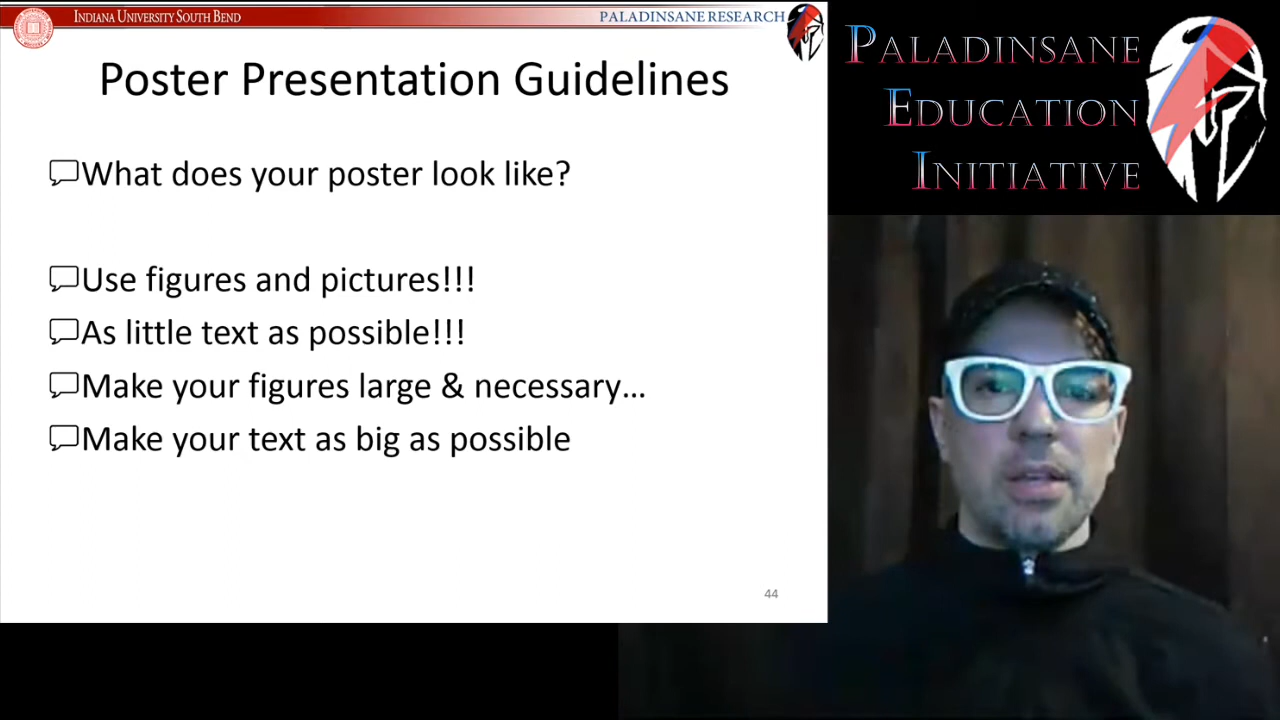 INDIANA UNIVERSITY SOUTH BEND
PALADINSANE RESEARCH
Poster Presentation Guidelines
What does your poster look like?
Use figures and pictures!!!
As little text as possible!!!
Make your figures large & necessary…
Make your text as big as possible
44
PALADINSANE
EDUCATION
INITIATIVE